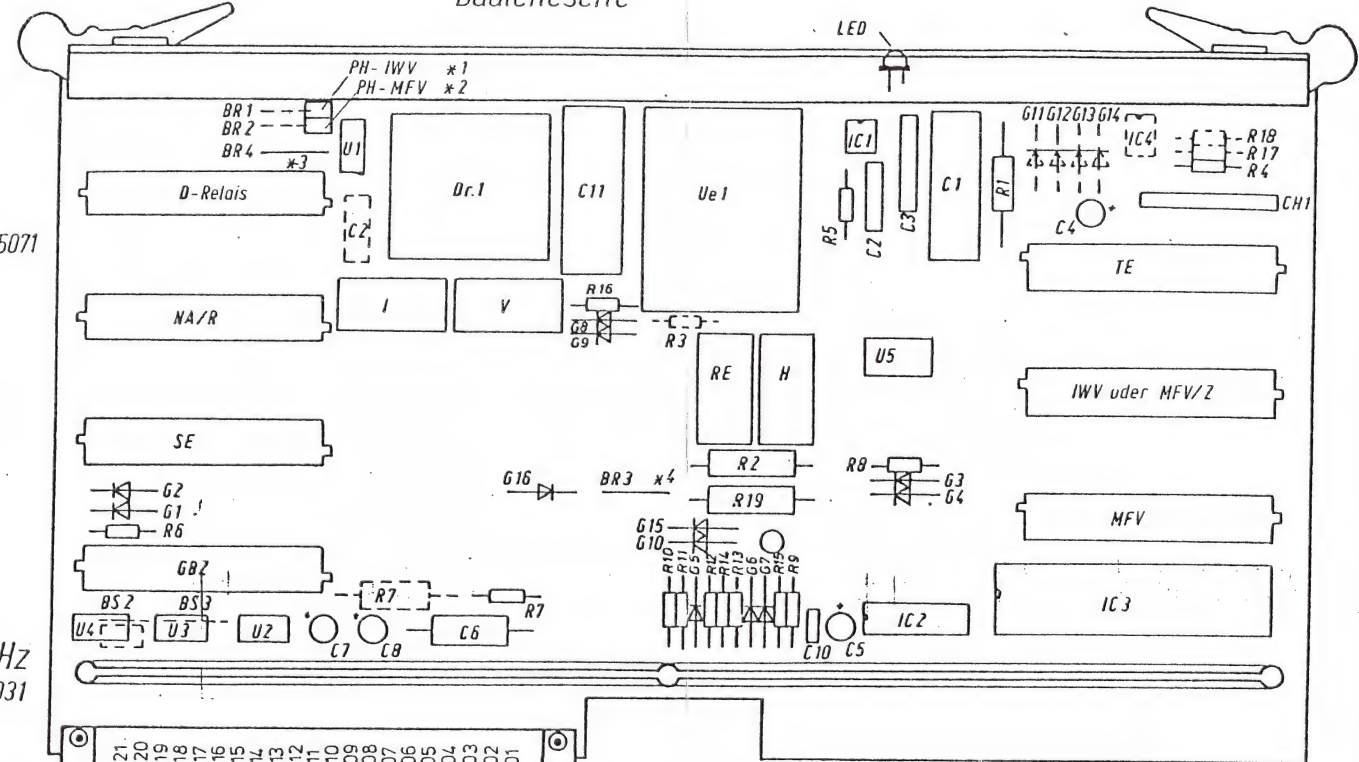 Bauteileseite
LED
PH-IWV *1
PH-MFV *2
BR1
BR2
BR4
*3
U1
D-Relais
C2
Dr.1
C11
Ue1
IC1
R5
C2
C3
C1
R1
G11 G12 G13 G14
IC4
R18
R17
R4
C4
CH1
TE
5071
NA/R
I
V
R16
G8
G9
R3
RE
H
U5
IWV oder MFV/Z
SE
R2
R19
R8
G3
G4
G16
BR3 *4
G2
G1
R6
MFV
G15
G10
R10
R11
G5
R12
R14
R13
G6
G7
R15
R9
GBZ
BS2
BS3
R7
R7
U4
U3
U2
C7
C8
C6
C10
C5
IC2
IC3
Hz
031
21
20
19
18
17
16
15
14
13
12
11
10
09
08
07
06
05
04
03
02
01